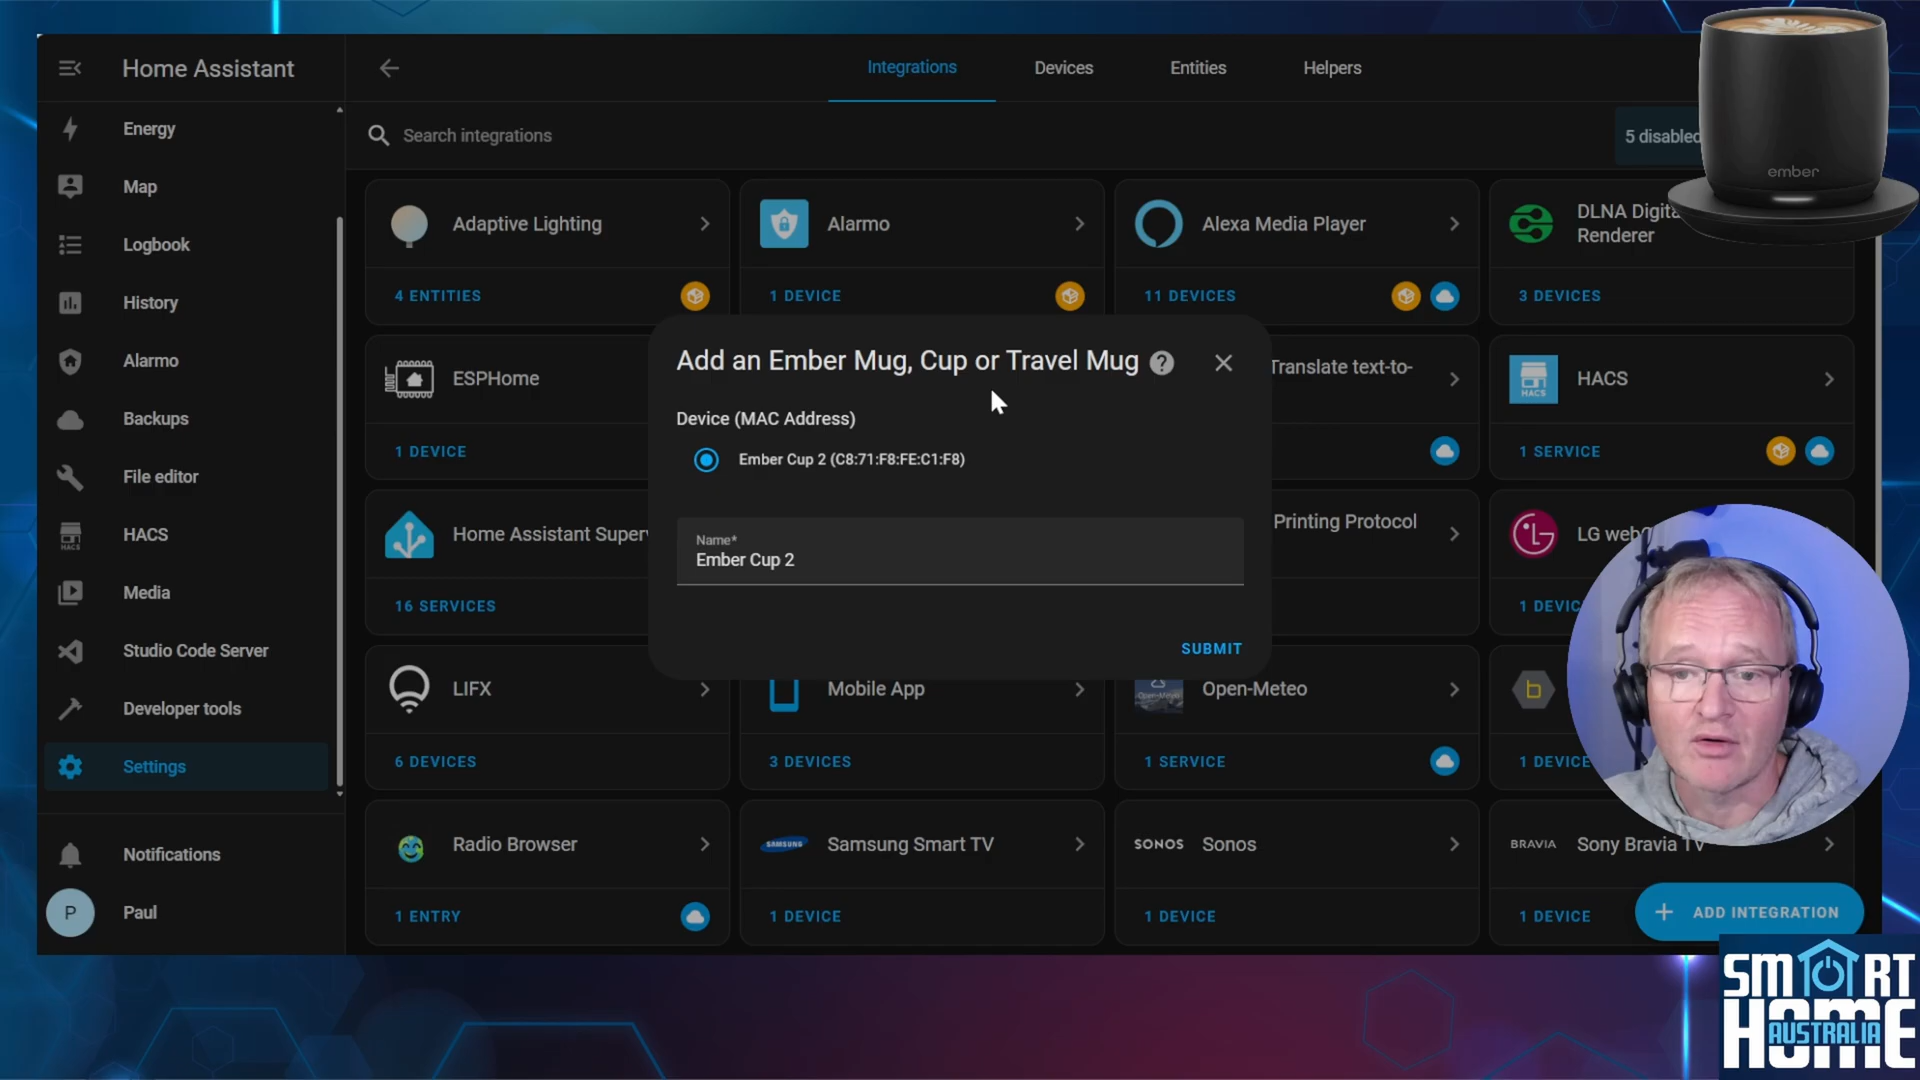 Home Assistant
Integrations
Devices
Entities
Helpers
Energy
Map
Logbook
History
Alarmo
Backups
File editor
HACS
HACS
Media
Studio Code Server
Developer tools
Settings
Notifications
P
Paul
Search integrations
5 disabled
ember
Adaptive Lighting
4 ENTITIES
Alarmo
1 DEVICE
Alexa Media Player
11 DEVICES
DLNA Digita
Renderer
3 DEVICES
ESPHome
1 DEVICE
Add an Ember Mug, Cup or Travel Mug
?
Device (MAC Address)
Ember Cup 2 (C8:71:F8:FE:C1:F8)
Name*
Ember Cup 2
SUBMIT
Translate text-to-
HACS
HACS
1 SERVICE
Home Assistant Super
16 SERVICES
Printing Protocol
LG
LG web
1 DEVIC
LIFX
6 DEVICES
Mobile App
3 DEVICES
Open-Meteo
Open-Meteo
1 SERVICE
b
1 DEVICE
Radio Browser
1 ENTRY
SAMSUNG
Samsung Smart TV
1 DEVICE
SONOS
Sonos
1 DEVICE
BRAVIA
Sony Bravia TV
1 DEVICE
ADD INTEGRATION
SMART
HOME
AUSTRALIA